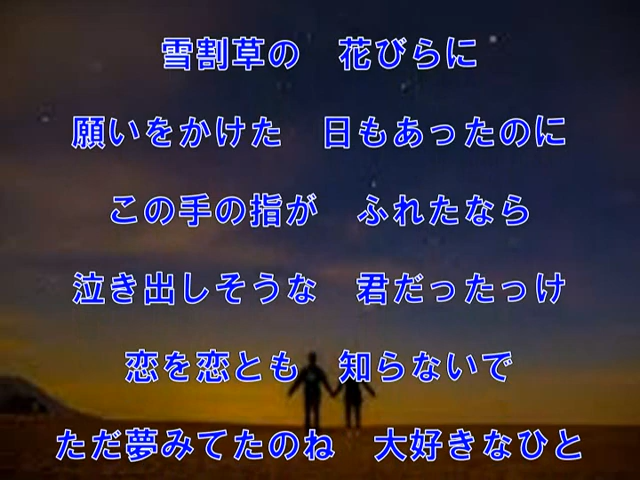 雪割草の　花びらに
願いをかけた　日もあったのに
この手の指が　ふれたなら
泣き出しそうな　君だったっけ
恋を恋とも　知らないで
ただ夢みてたのね　大好きなひと